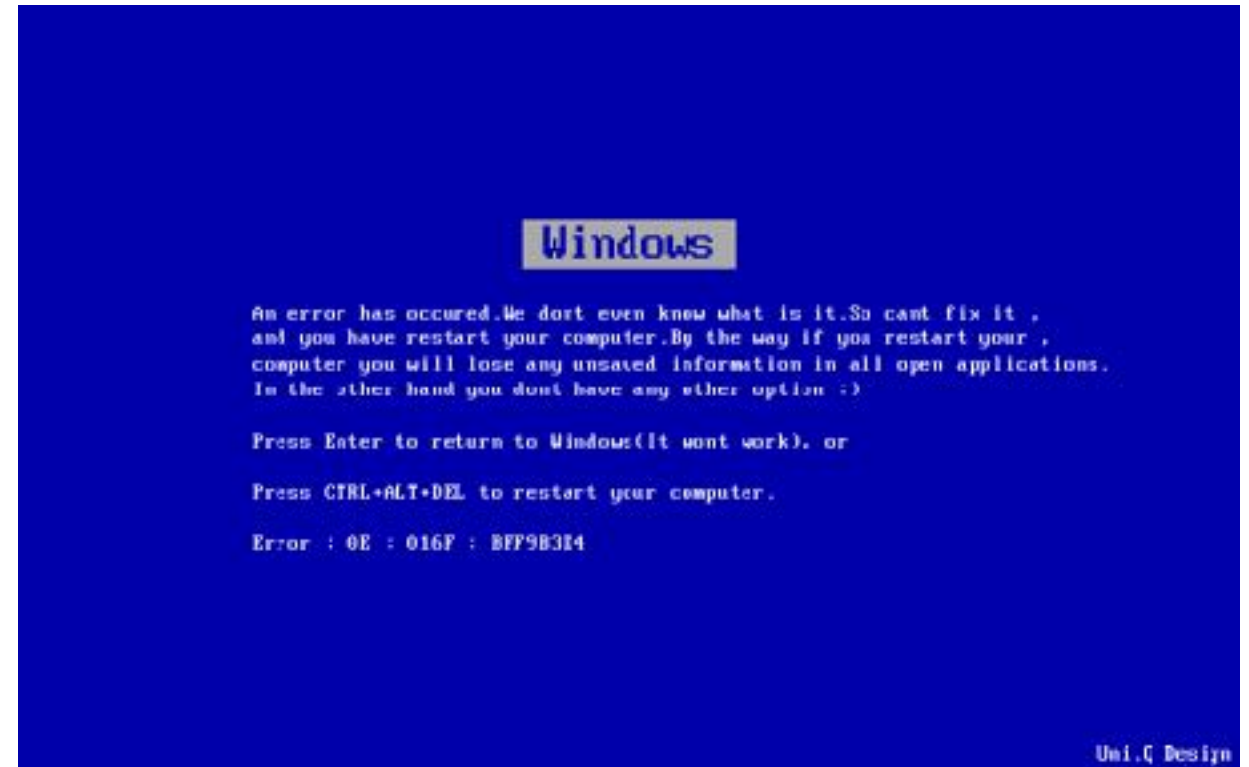 Windows
An error has occured.We dont even know what is it.So cant fix it ,
and you have restart your computer.By the way if you restart your ,
computer you will lose any unsaved information in all open applications.
In the other hand you dont have any other option :)
Press Enter to return to Windows(It wont work). or
Press CTRL+ALT+DEL to restart your computer.
Error : 0E : 016F : BFF9B3E4
Uni.Q Design